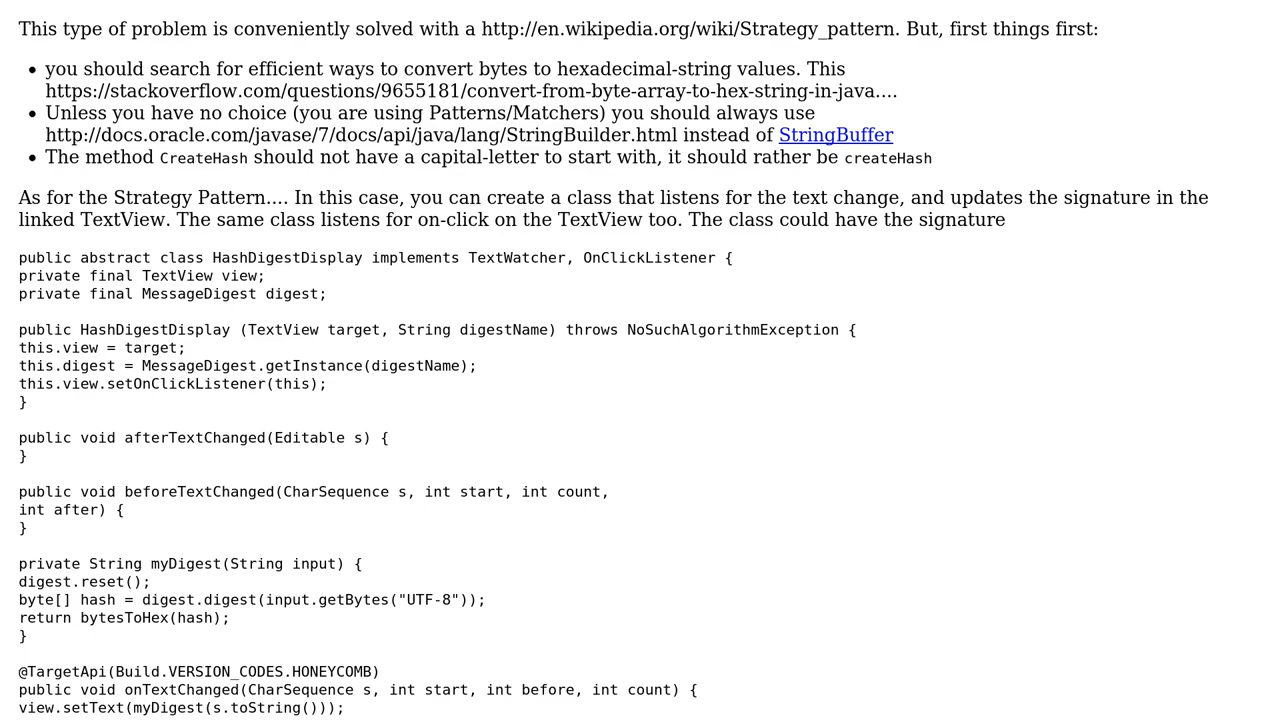 This type of problem is conveniently solved with a http://en.wikipedia.org/wiki/Strategy_pattern. But, first things first:
• you should search for efficient ways to convert bytes to hexadecimal-string values. This
https://stackoverflow.com/questions/9655181/convert-from-byte-array-to-hex-string-in-java....
• Unless you have no choice (you are using Patterns/Matchers) you should always use
http://docs.oracle.com/javase/7/docs/api/java/lang/StringBuilder.html instead of StringBuffer
• The method CreateHash should not have a capital-letter to start with, it should rather be createHash
As for the Strategy Pattern.... In this case, you can create a class that listens for the text change, and updates the signature in the
linked TextView. The same class listens for on-click on the TextView too. The class could have the signature
public abstract class HashDigestDisplay implements TextWatcher, OnClickListener {
private final TextView view;
private final MessageDigest digest;
public HashDigestDisplay (TextView target, String digestName) throws NoSuchAlgorithmException {
this.view = target;
this.digest = MessageDigest.getInstance(digestName);
this.view.setOnClickListener(this);
}
public void afterTextChanged(Editable s) {
}
public void beforeTextChanged(CharSequence s, int start, int count,
int after) {
}
private String myDigest(String input) {
digest.reset();
byte[] hash = digest.digest(input.getBytes("UTF-8"));
return bytesToHex(hash);
}
@TargetApi(Build.VERSION_CODES.HONEYCOMB)
public void onTextChanged(CharSequence s, int start, int before, int count) {
view.setText(myDigest(s.toString()));